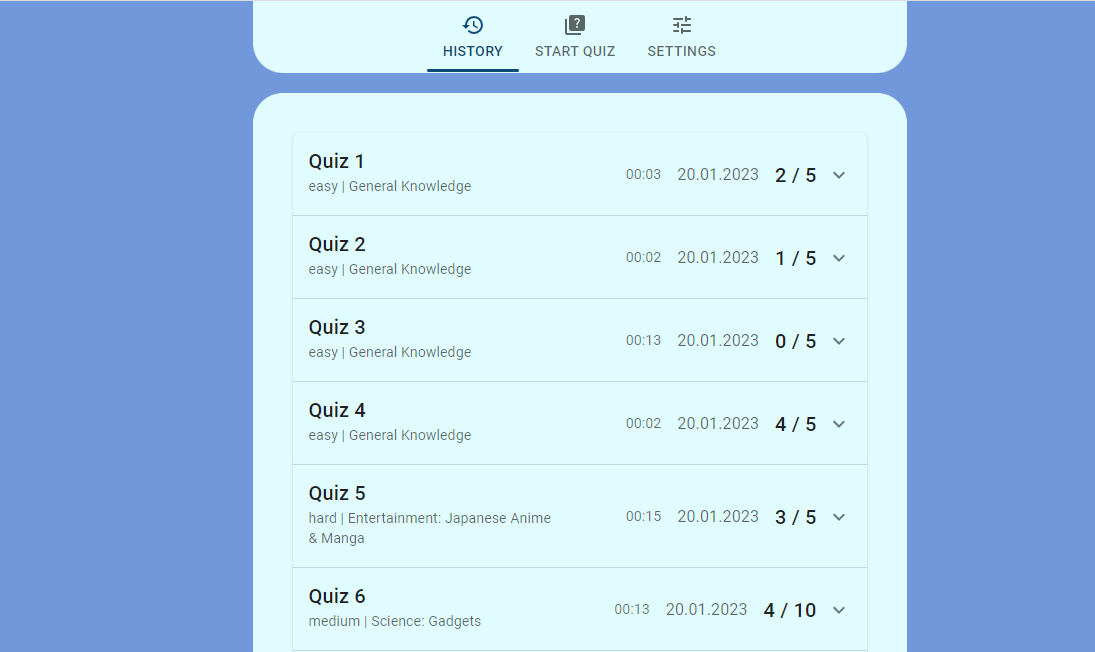 HISTORY START QUIZ SETTINGS
Quiz 1
easy | General Knowledge
00:03 20.01.2023 2 / 5
Quiz 2
easy | General Knowledge
00:02 20.01.2023 1 / 5
Quiz 3
easy | General Knowledge
00:13 20.01.2023 0 / 5
Quiz 4
easy | General Knowledge
00:02 20.01.2023 4 / 5
Quiz 5
hard | Entertainment: Japanese Anime
& Manga
00:15 20.01.2023 3 / 5
Quiz 6
medium | Science: Gadgets
00:13 20.01.2023 4 / 10